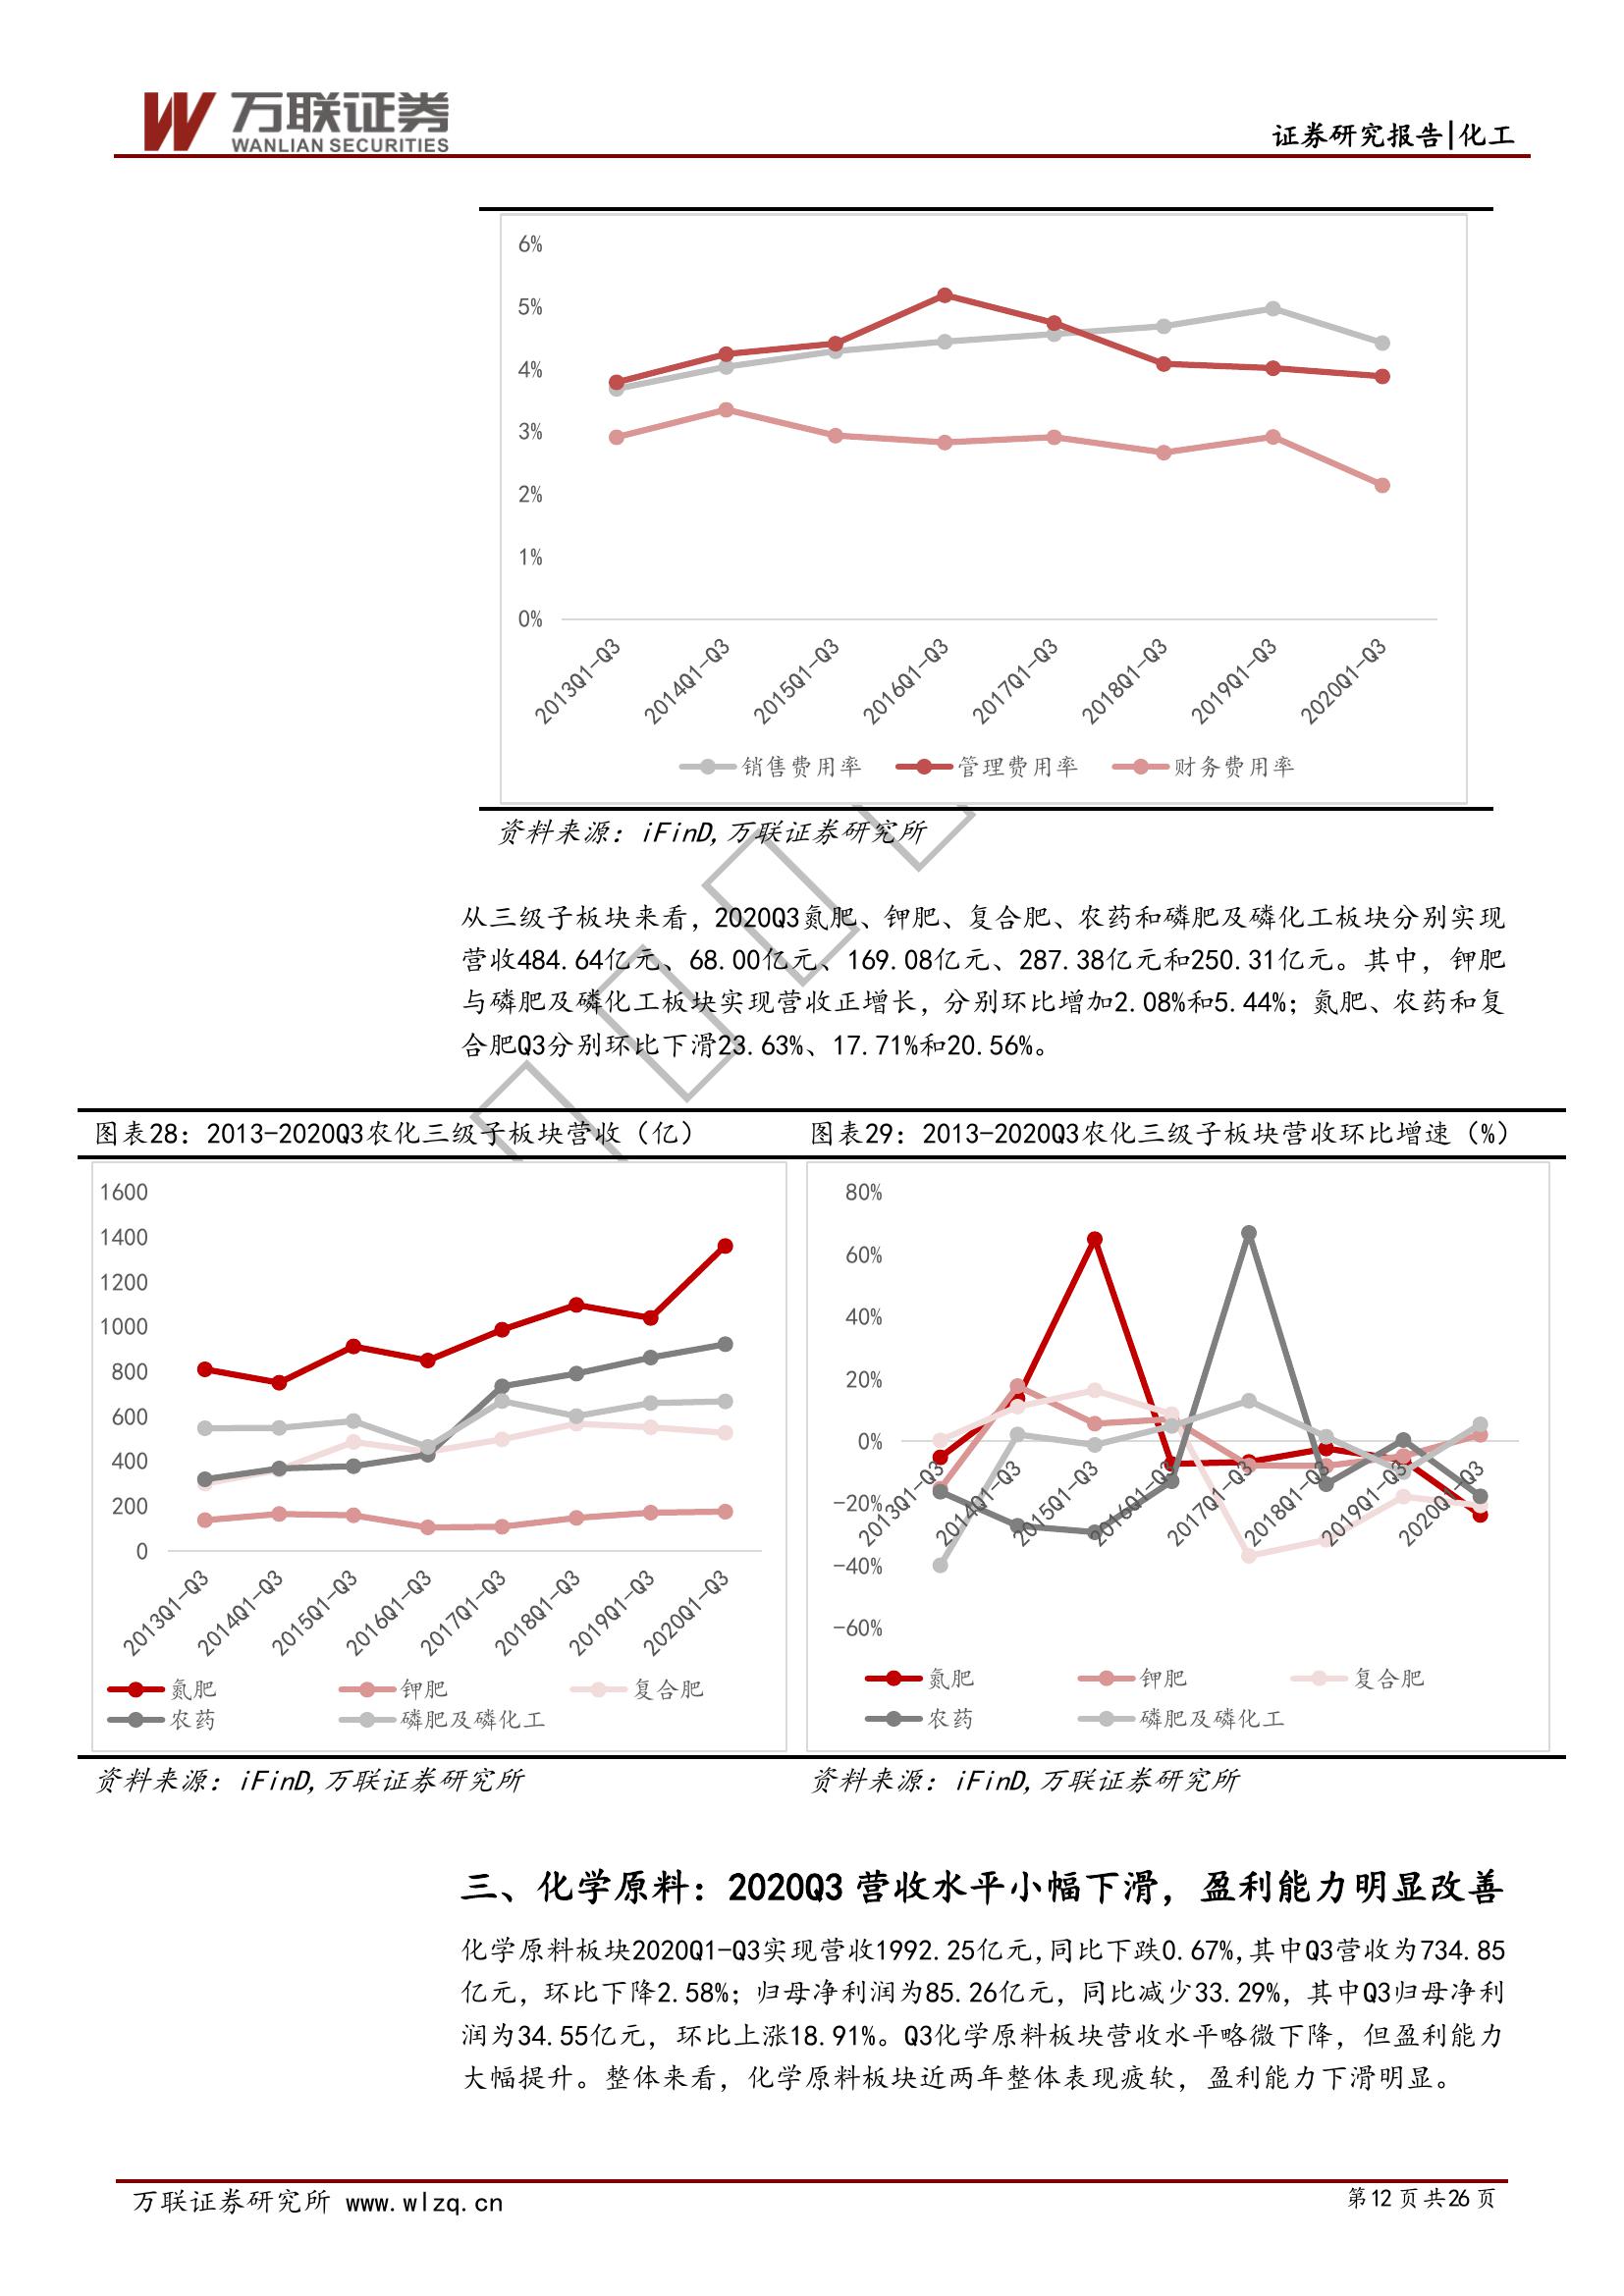 万联证券
WANLIAN SECURITIES
证券研究报告|化工
6%
5%
4%
3%
2%
1%
0%
2013Q1-Q3 2014Q1-Q3 2015Q1-Q3 2016Q1-Q3 2017Q1-Q3 2018Q1-Q3 2019Q1-Q3 2020Q1-Q3
销售费用率 管理费用率 财务费用率
资料来源：iFinD,万联证券研究所
从三级子板块来看，2020Q3氮肥、钾肥、复合肥、农药和磷肥及磷化工板块分别实现
营收484.64亿元、68.00亿元、169.08亿元、287.38亿元和250.31亿元。其中，钾肥
与磷肥及磷化工板块实现营收正增长，分别环比增加2.08%和5.44%；氮肥、农药和复
合肥Q3分别环比下滑23.63%、17.71%和20.56%。
图表28：2013-2020Q3农化三级子板块营收（亿）
1600
1400
1200
1000
800
600
400
200
0
2013Q1-Q3 2014Q1-Q3 2015Q1-Q3 2016Q1-Q3 2017Q1-Q3 2018Q1-Q3 2019Q1-Q3 2020Q1-Q3
氮肥 钾肥 复合肥
农药 磷肥及磷化工
资料来源：iFinD,万联证券研究所
图表29：2013-2020Q3农化三级子板块营收环比增速（%）
80%
60%
40%
20%
0%
-20%
-40%
-60%
2013Q1-Q3 2014Q1-Q3 2015Q1-Q3 2016Q1-Q3 2017Q1-Q3 2018Q1-Q3 2019Q1-Q3 2020Q1-Q3
氮肥 钾肥 复合肥
农药 磷肥及磷化工
资料来源：iFinD,万联证券研究所
三、化学原料：2020Q3 营收水平小幅下滑，盈利能力明显改善
化学原料板块2020Q1-Q3实现营收1992.25亿元,同比下跌0.67%,其中Q3营收为734.85
亿元，环比下降2.58%；归母净利润为85.26亿元，同比减少33.29%，其中Q3归母净利
润为34.55亿元，环比上涨18.91%。Q3化学原料板块营收水平略微下降，但盈利能力
大幅提升。整体来看，化学原料板块近两年整体表现疲软，盈利能力下滑明显。
万联证券研究所 www.wlzq.cn
第12 页 共26 页